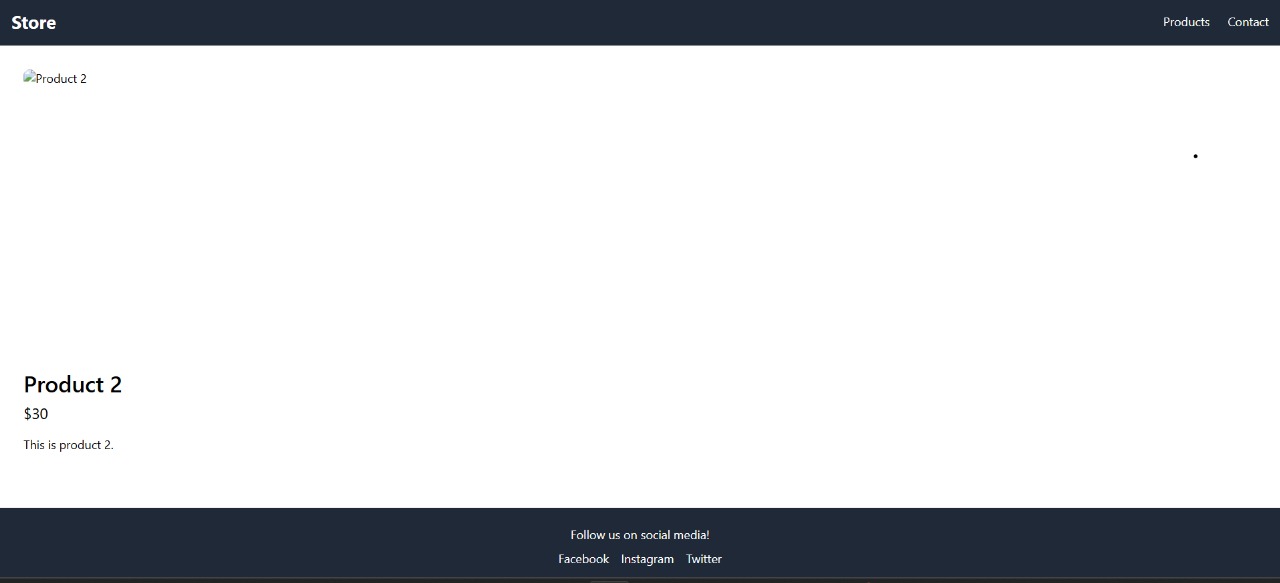 Store
Products Contact
Product 2
Product 2
$30
This is product 2.
Follow us on social media!
Facebook Instagram Twitter